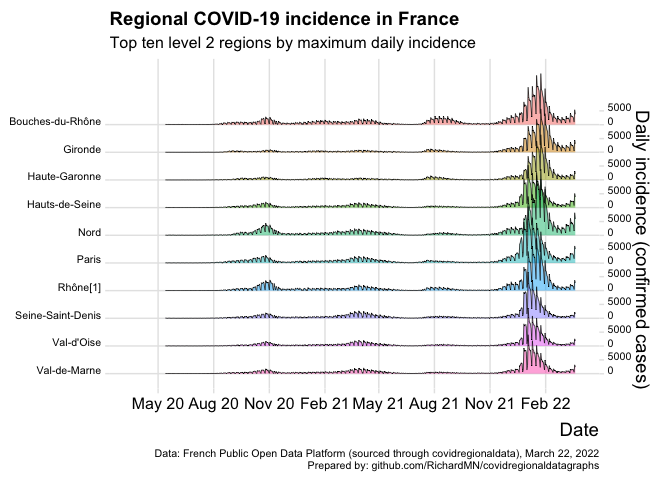 Regional COVID-19 incidence in France
Top ten level 2 regions by maximum daily incidence
Bouches-du-Rhône
Gironde
Haute-Garonne
Hauts-de-Seine
Nord
Paris
Rhône[1]
Seine-Saint-Denis
Val-d'Oise
Val-de-Marne
5000
0
5000
0
5000
0
5000
0
5000
0
5000
0
5000
0
5000
0
5000
0
5000
0
Daily incidence (confirmed cases)
May 20 Aug 20 Nov 20 Feb 21 May 21 Aug 21 Nov 21 Feb 22
Date
Data: French Public Open Data Platform (sourced through covidregionaldata), March 22, 2022
Prepared by: github.com/RichardMN/covidregionaldatagraphs